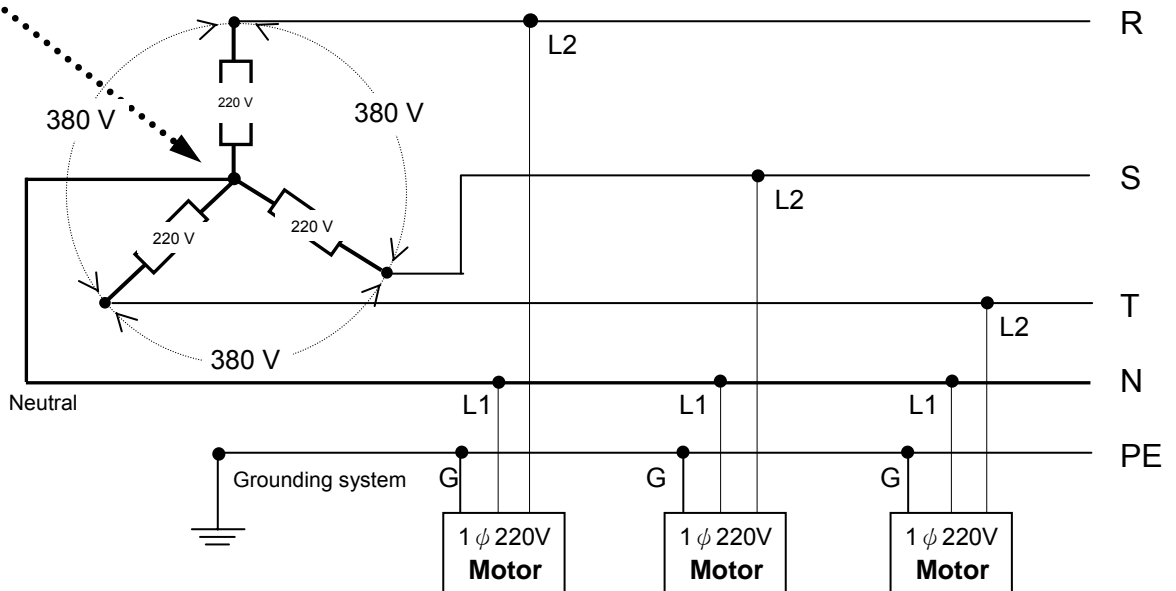 R
L2
220 V
380 V
380 V
S
L2
220 V
220 V
T
L2
380 V
N
Neutral
L1
L1
L1
PE
Grounding system
G
G
G
1 ϕ 220V
Motor
1 ϕ 220V
Motor
1 ϕ 220V
Motor